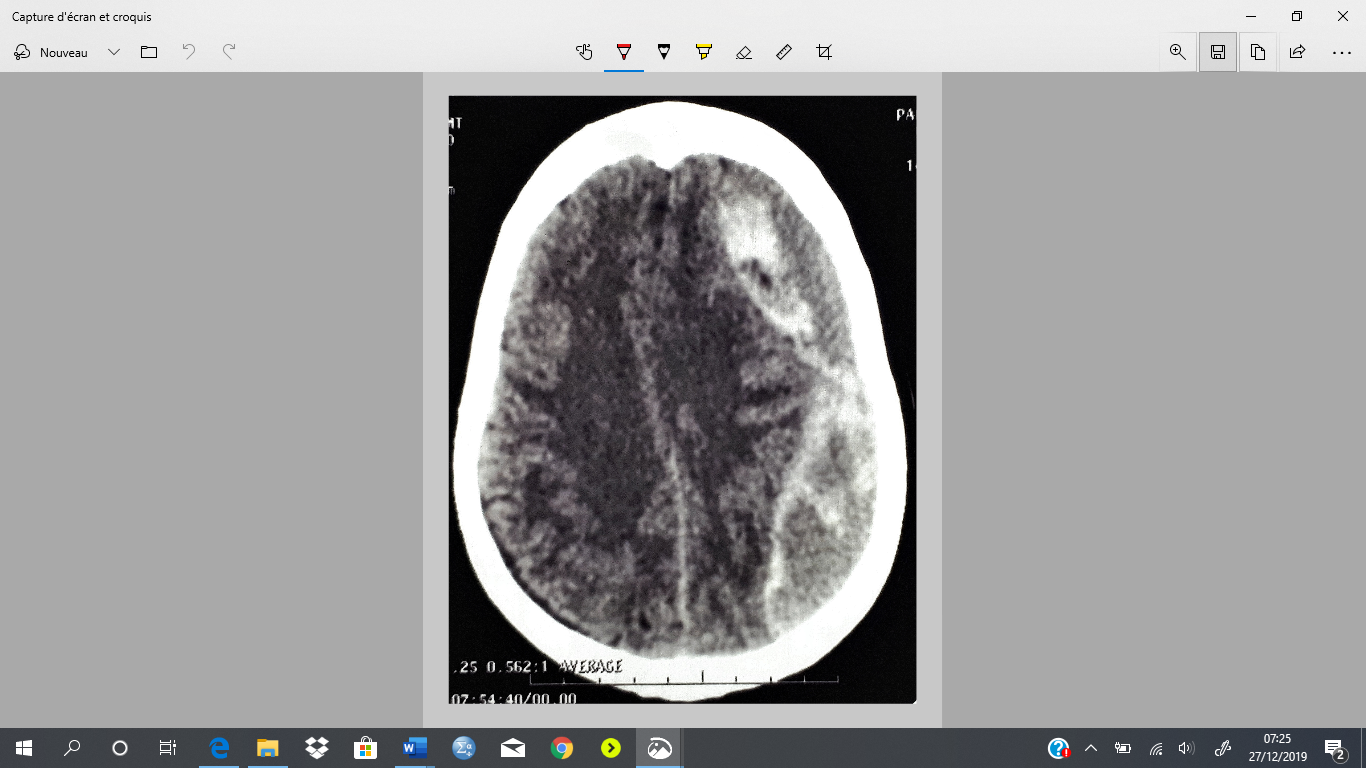 Capture d'écran et croquis
Nouveau
PA
.25 0.562:1 AVERAGE
07:54:40/00.00
07:25
27/12/2019
2